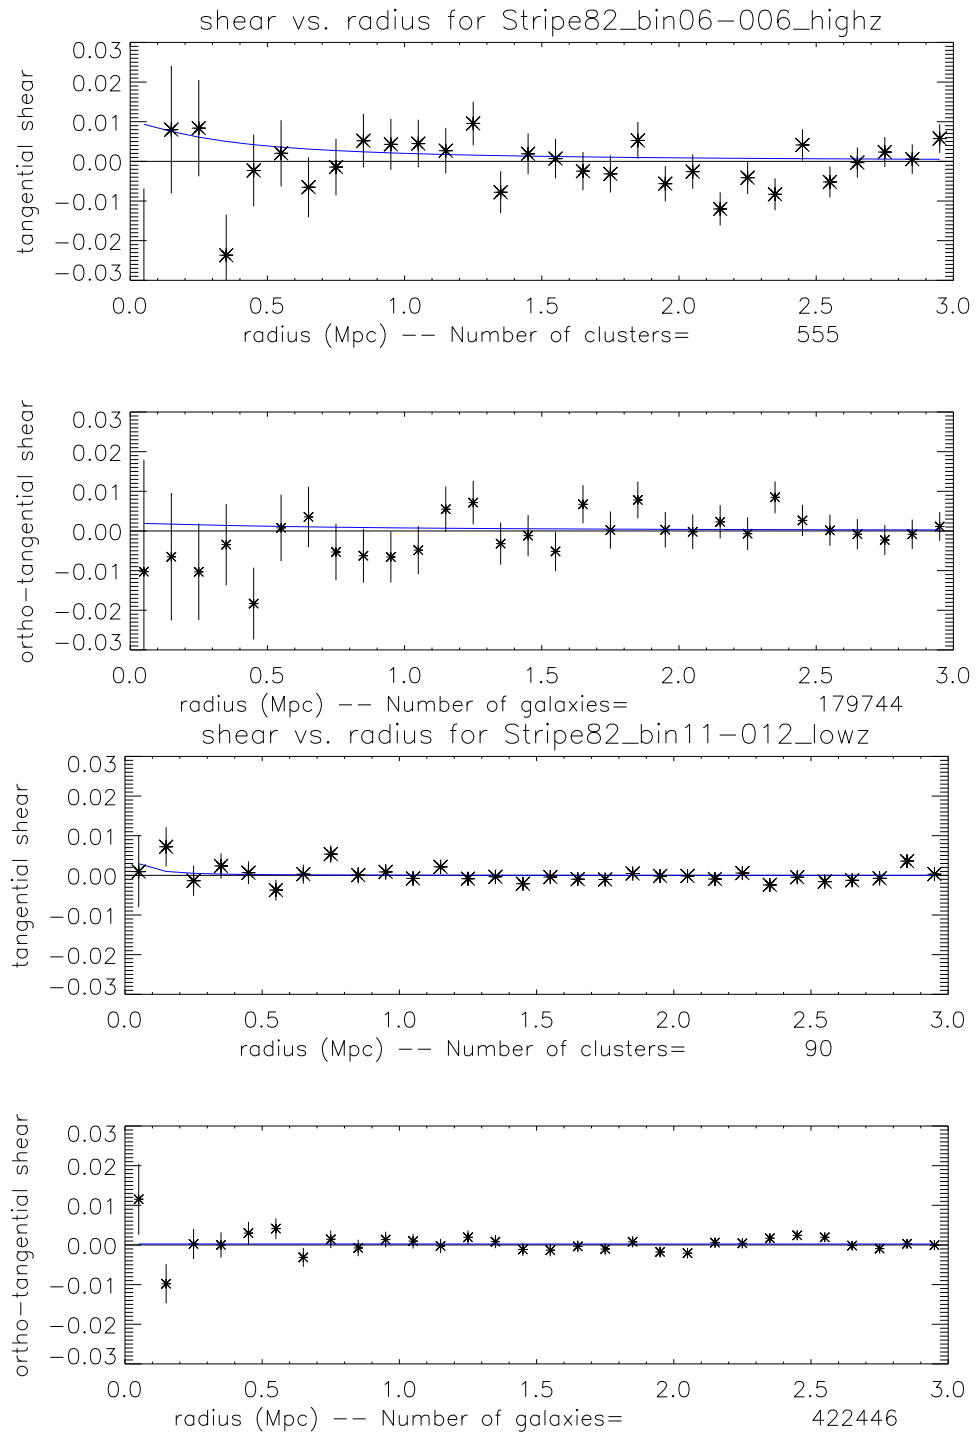 shear vs. radius for Stripe82_bin06-006_highz
tangential shear
0.03
0.02
0.01
0.00
-0.01
-0.02
-0.03
0.0 0.5 1.0 1.5 2.0 2.5 3.0
radius (Mpc) -- Number of clusters= 555
ortho-tangential shear
0.03
0.02
0.01
0.00
-0.01
-0.02
-0.03
0.0 0.5 1.0 1.5 2.0 2.5 3.0
radius (Mpc) -- Number of galaxies= 179744
shear vs. radius for Stripe82_bin11-012_lowz
tangential shear
0.03
0.02
0.01
0.00
-0.01
-0.02
-0.03
0.0 0.5 1.0 1.5 2.0 2.5 3.0
radius (Mpc) -- Number of clusters= 90
ortho-tangential shear
0.03
0.02
0.01
0.00
-0.01
-0.02
-0.03
0.0 0.5 1.0 1.5 2.0 2.5 3.0
radius (Mpc) -- Number of galaxies= 422446